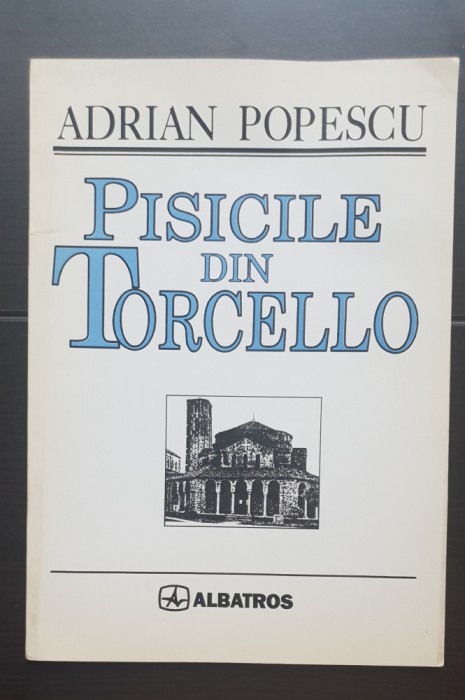 ADRIAN POPESCU
PISICILE
DIN
TORCELLO
ALBATROS